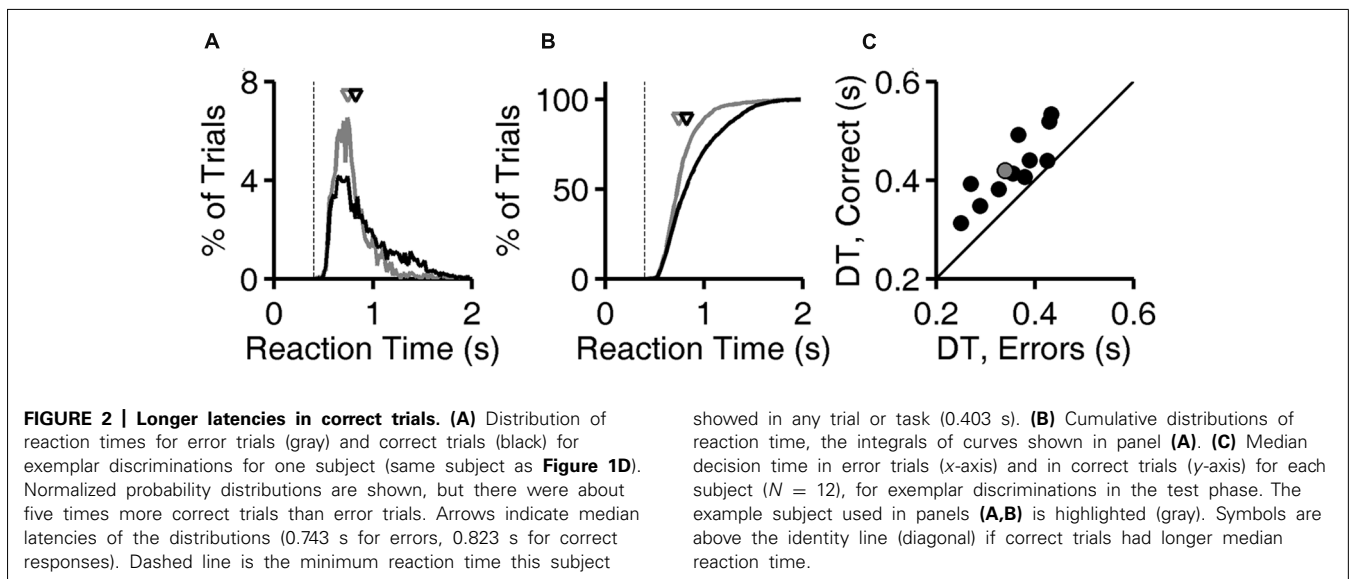 A
8
4
0
% of Trials
0
1
2
Reaction Time (s)
B
100
50
0
% of Trials
0
1
2
Reaction Time (s)
C
0.6
0.4
0.2
DT, Correct (s)
0.2
0.4
0.6
DT, Errors (s)
FIGURE 2 | Longer latencies in correct trials. (A) Distribution of
reaction times for error trials (gray) and correct trials (black) for
exemplar discriminations for one subject (same subject as Figure 1D).
Normalized probability distributions are shown, but there were about
five times more correct trials than error trials. Arrows indicate median
latencies of the distributions (0.743 s for errors, 0.823 s for correct
responses). Dashed line is the minimum reaction time this subject
showed in any trial or task (0.403 s). (B) Cumulative distributions of
reaction time, the integrals of curves shown in panel (A). (C) Median
decision time in error trials (x-axis) and in correct trials (y-axis) for each
subject (N = 12), for exemplar discriminations in the test phase. The
example subject used in panels (A,B) is highlighted (gray). Symbols are
above the identity line (diagonal) if correct trials had longer median
reaction time.